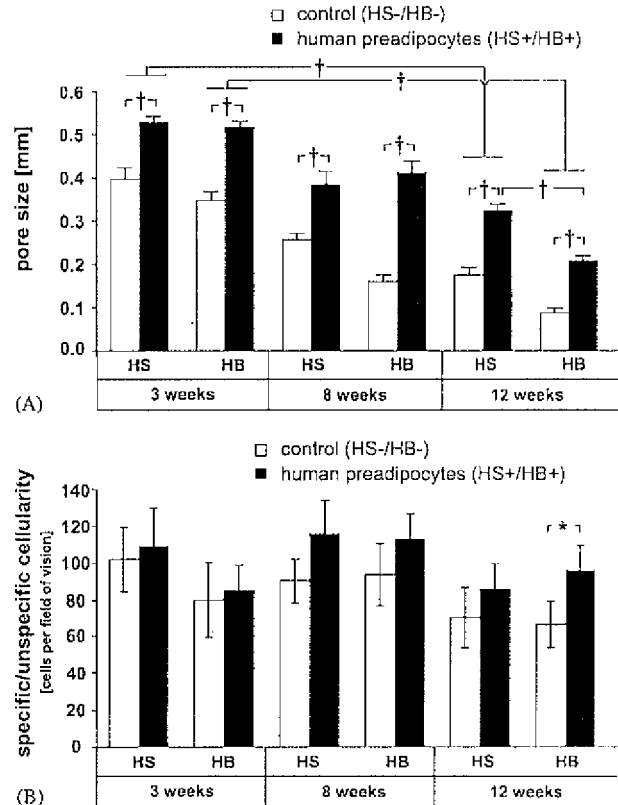 control (HS-/HB-)
human preadipocytes (HS+/HB+)
†
†
0.6
0.5
0.4
0.3
0.2
0.1
0.0
pore size [mm]
†
†
†
†
†
†
†
HS HB HS HB HS HB
3 weeks 8 weeks 12 weeks
(A)
control (HS-/HB-)
human preadipocytes (HS+/HB+)
140
120
100
80
60
40
20
0
specific/unspecific cellularity
[cells per field of vision]
*
HS HB HS HB HS HB
3 weeks 8 weeks 12 weeks
(B)